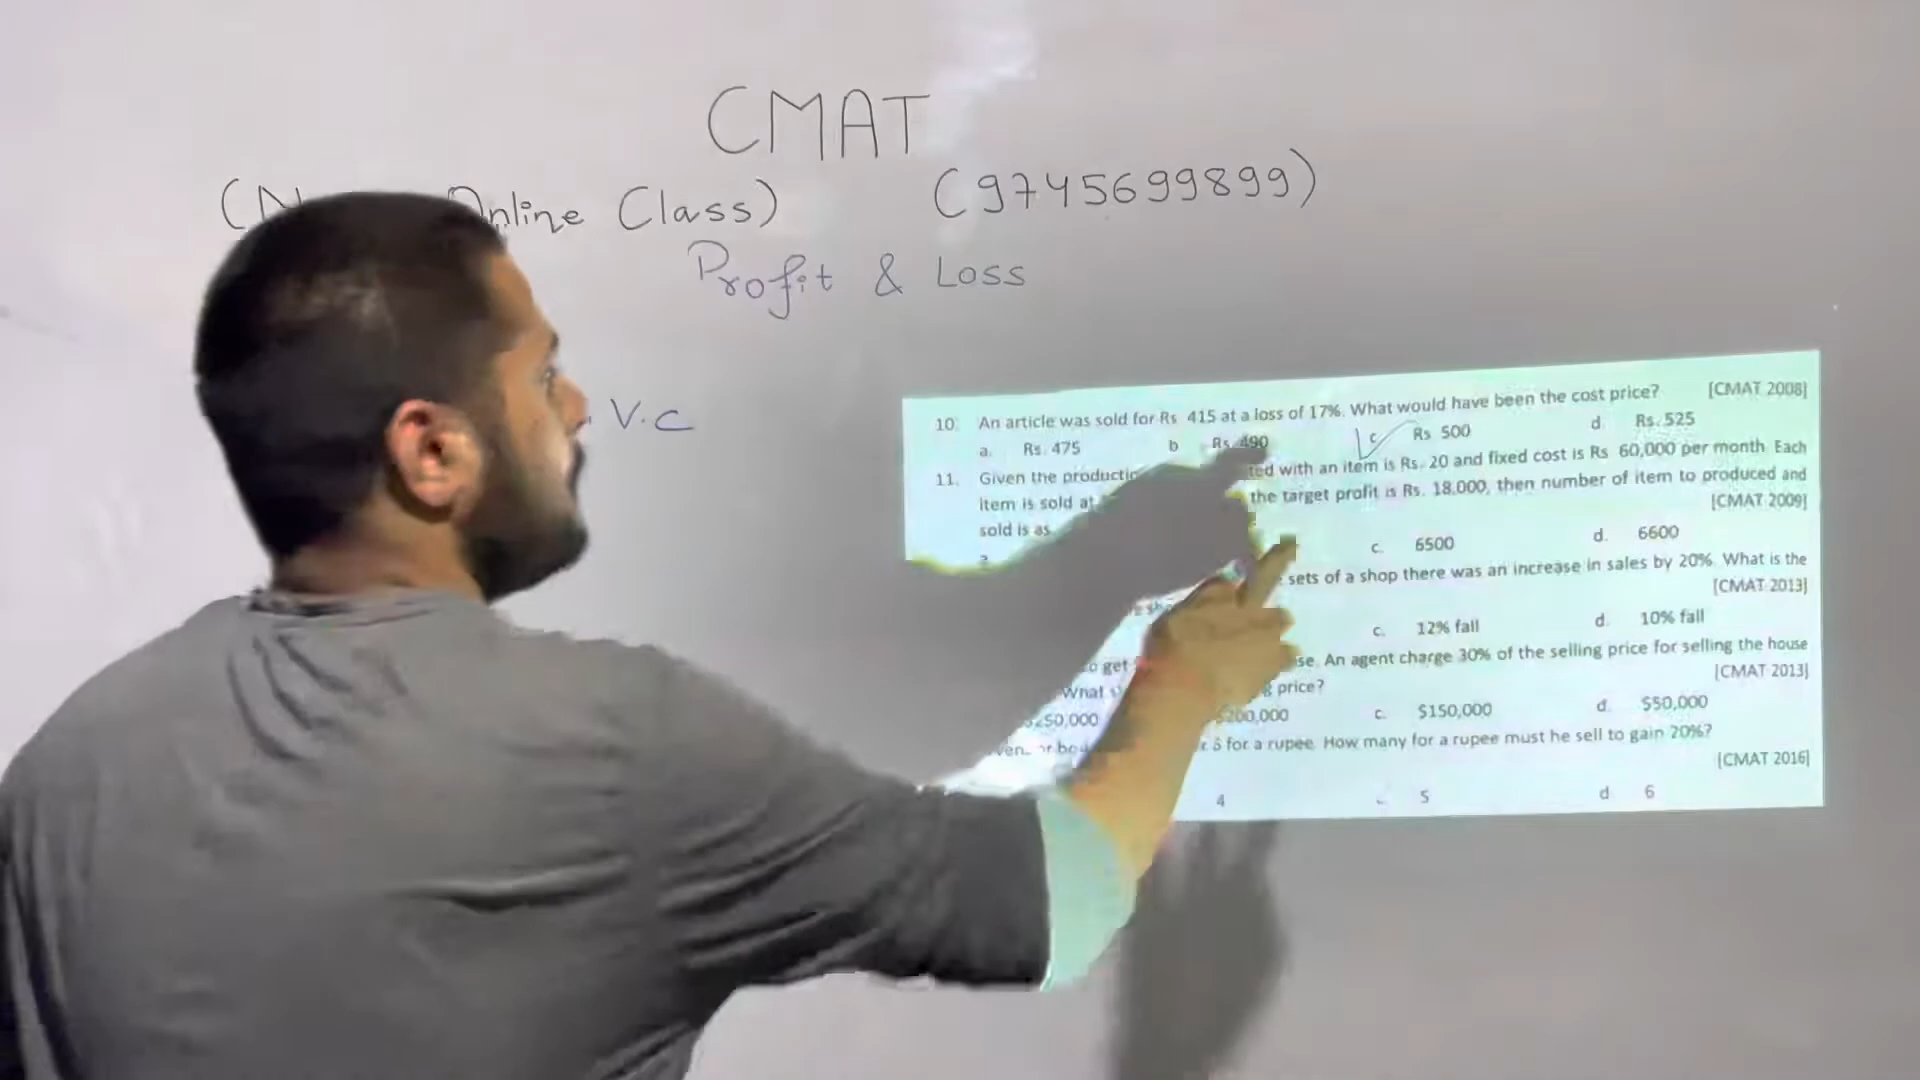 CMAT
Online Class) (9745699899)
Profit & Loss
V.C
10. An article was sold for Rs 415 at a loss of 17%. What would have been the cost price? [CMAT 2008]
a. Rs. 475 b Rs. 490 c Rs 500 d. Rs. 525
11. Given the with an item is Rs. 20 and fixed cost is Rs 60,000 per month Each
item is sold at the target profit is Rs. 18,000, then number of item to produced and
sold is as [CMAT 2009]
c. 6500 d. 6600
sets of a shop there was an increase in sales by 20%. What is the
[CMAT 2013]
c. 12% fall d. 10% fall
to get An agent charge 30% of the selling price for selling the house
What price? [CMAT 2013]
$200,000 c. $150,000 d. $50,000
for a rupee. How many for a rupee must he sell to gain 20%?
[CMAT 2016]
4 5 d 6